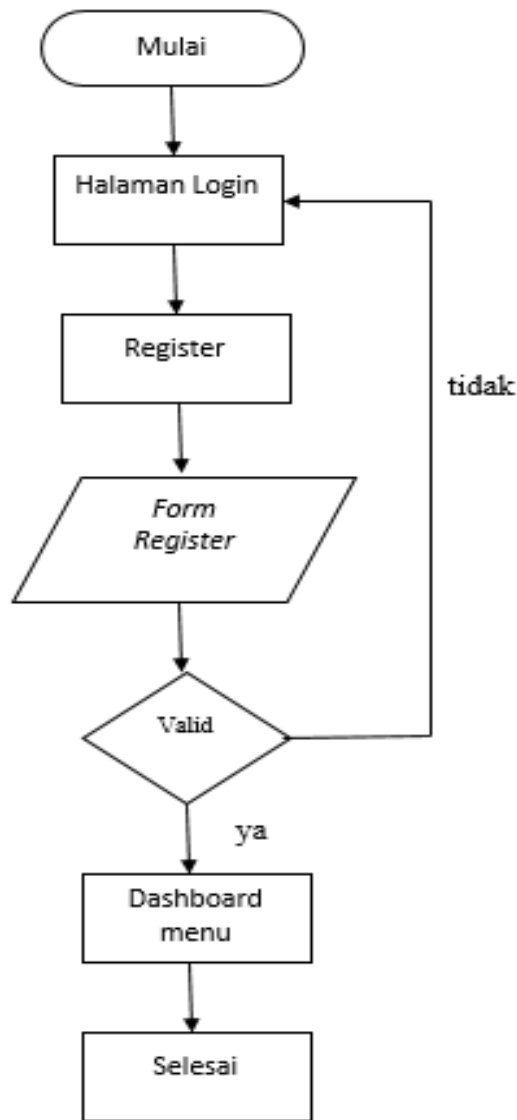 Mulai
Halaman Login
Register
tidak
Form
Register
Valid
ya
Dashboard
menu
Selesai